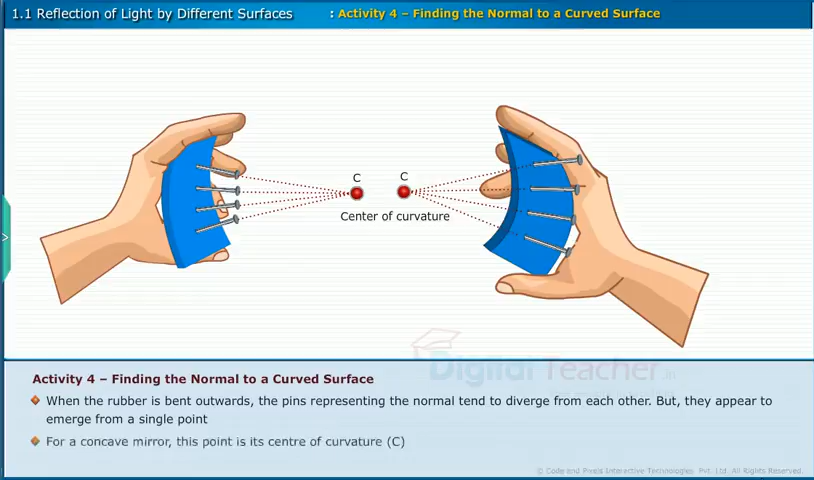 1.1 Reflection of Light by Different Surfaces : Activity 4 – Finding the Normal to a Curved Surface
C C
Center of curvature
Digital Teacher.in
Activity 4 – Finding the Normal to a Curved Surface
When the rubber is bent outwards, the pins representing the normal tend to diverge from each other. But, they appear to
emerge from a single point
For a concave mirror, this point is its centre of curvature (C)
© Code and Pixels Interactive Technologies. Pvt. Ltd. All Rights Reserved.